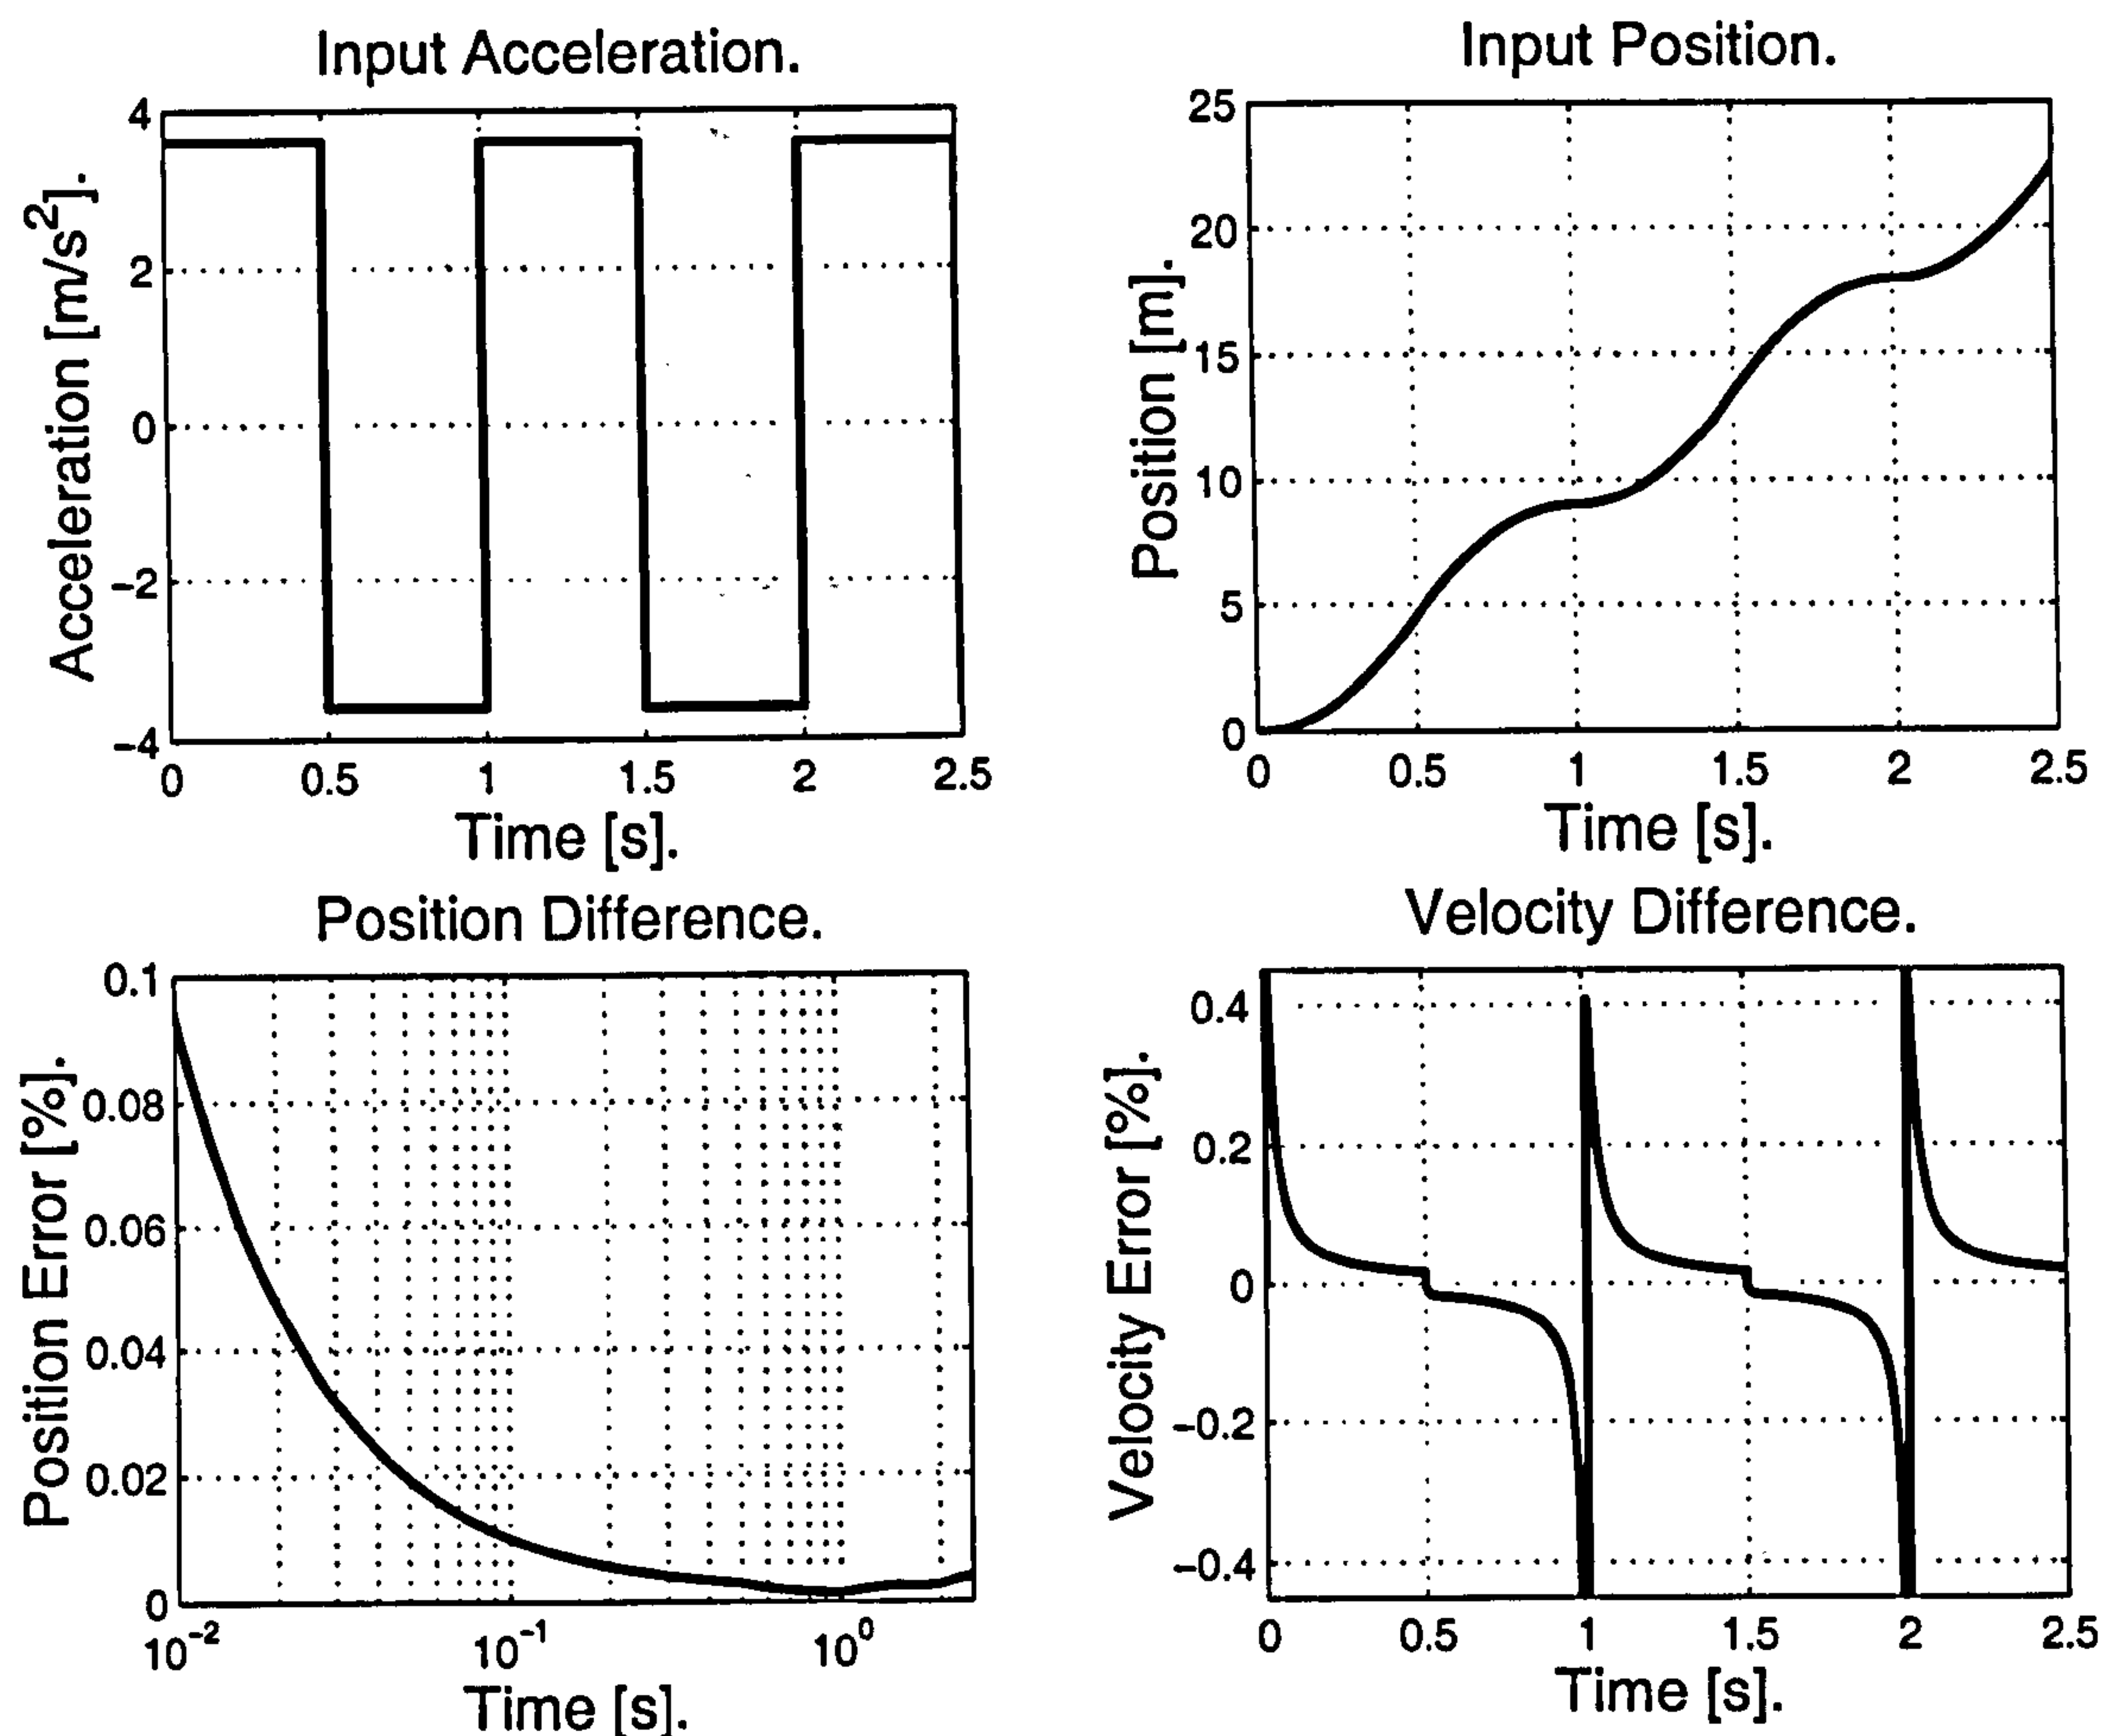 Input Acceleration.
4
2
0
−2
−4
Acceleration [m/s²].
0 0.5 1 1.5 2 2.5
Time [s].
Input Position.
25
20
15
10
5
0
Position [m].
0 0.5 1 1.5 2 2.5
Time [s].
Position Difference.
0.1
0.08
0.06
0.04
0.02
0
Position Error [%].
10⁻² 10⁻¹ 10⁰
Time [s].
Velocity Difference.
0.4
0.2
0
−0.2
−0.4
Velocity Error [%].
0 0.5 1 1.5 2 2.5
Time [s].